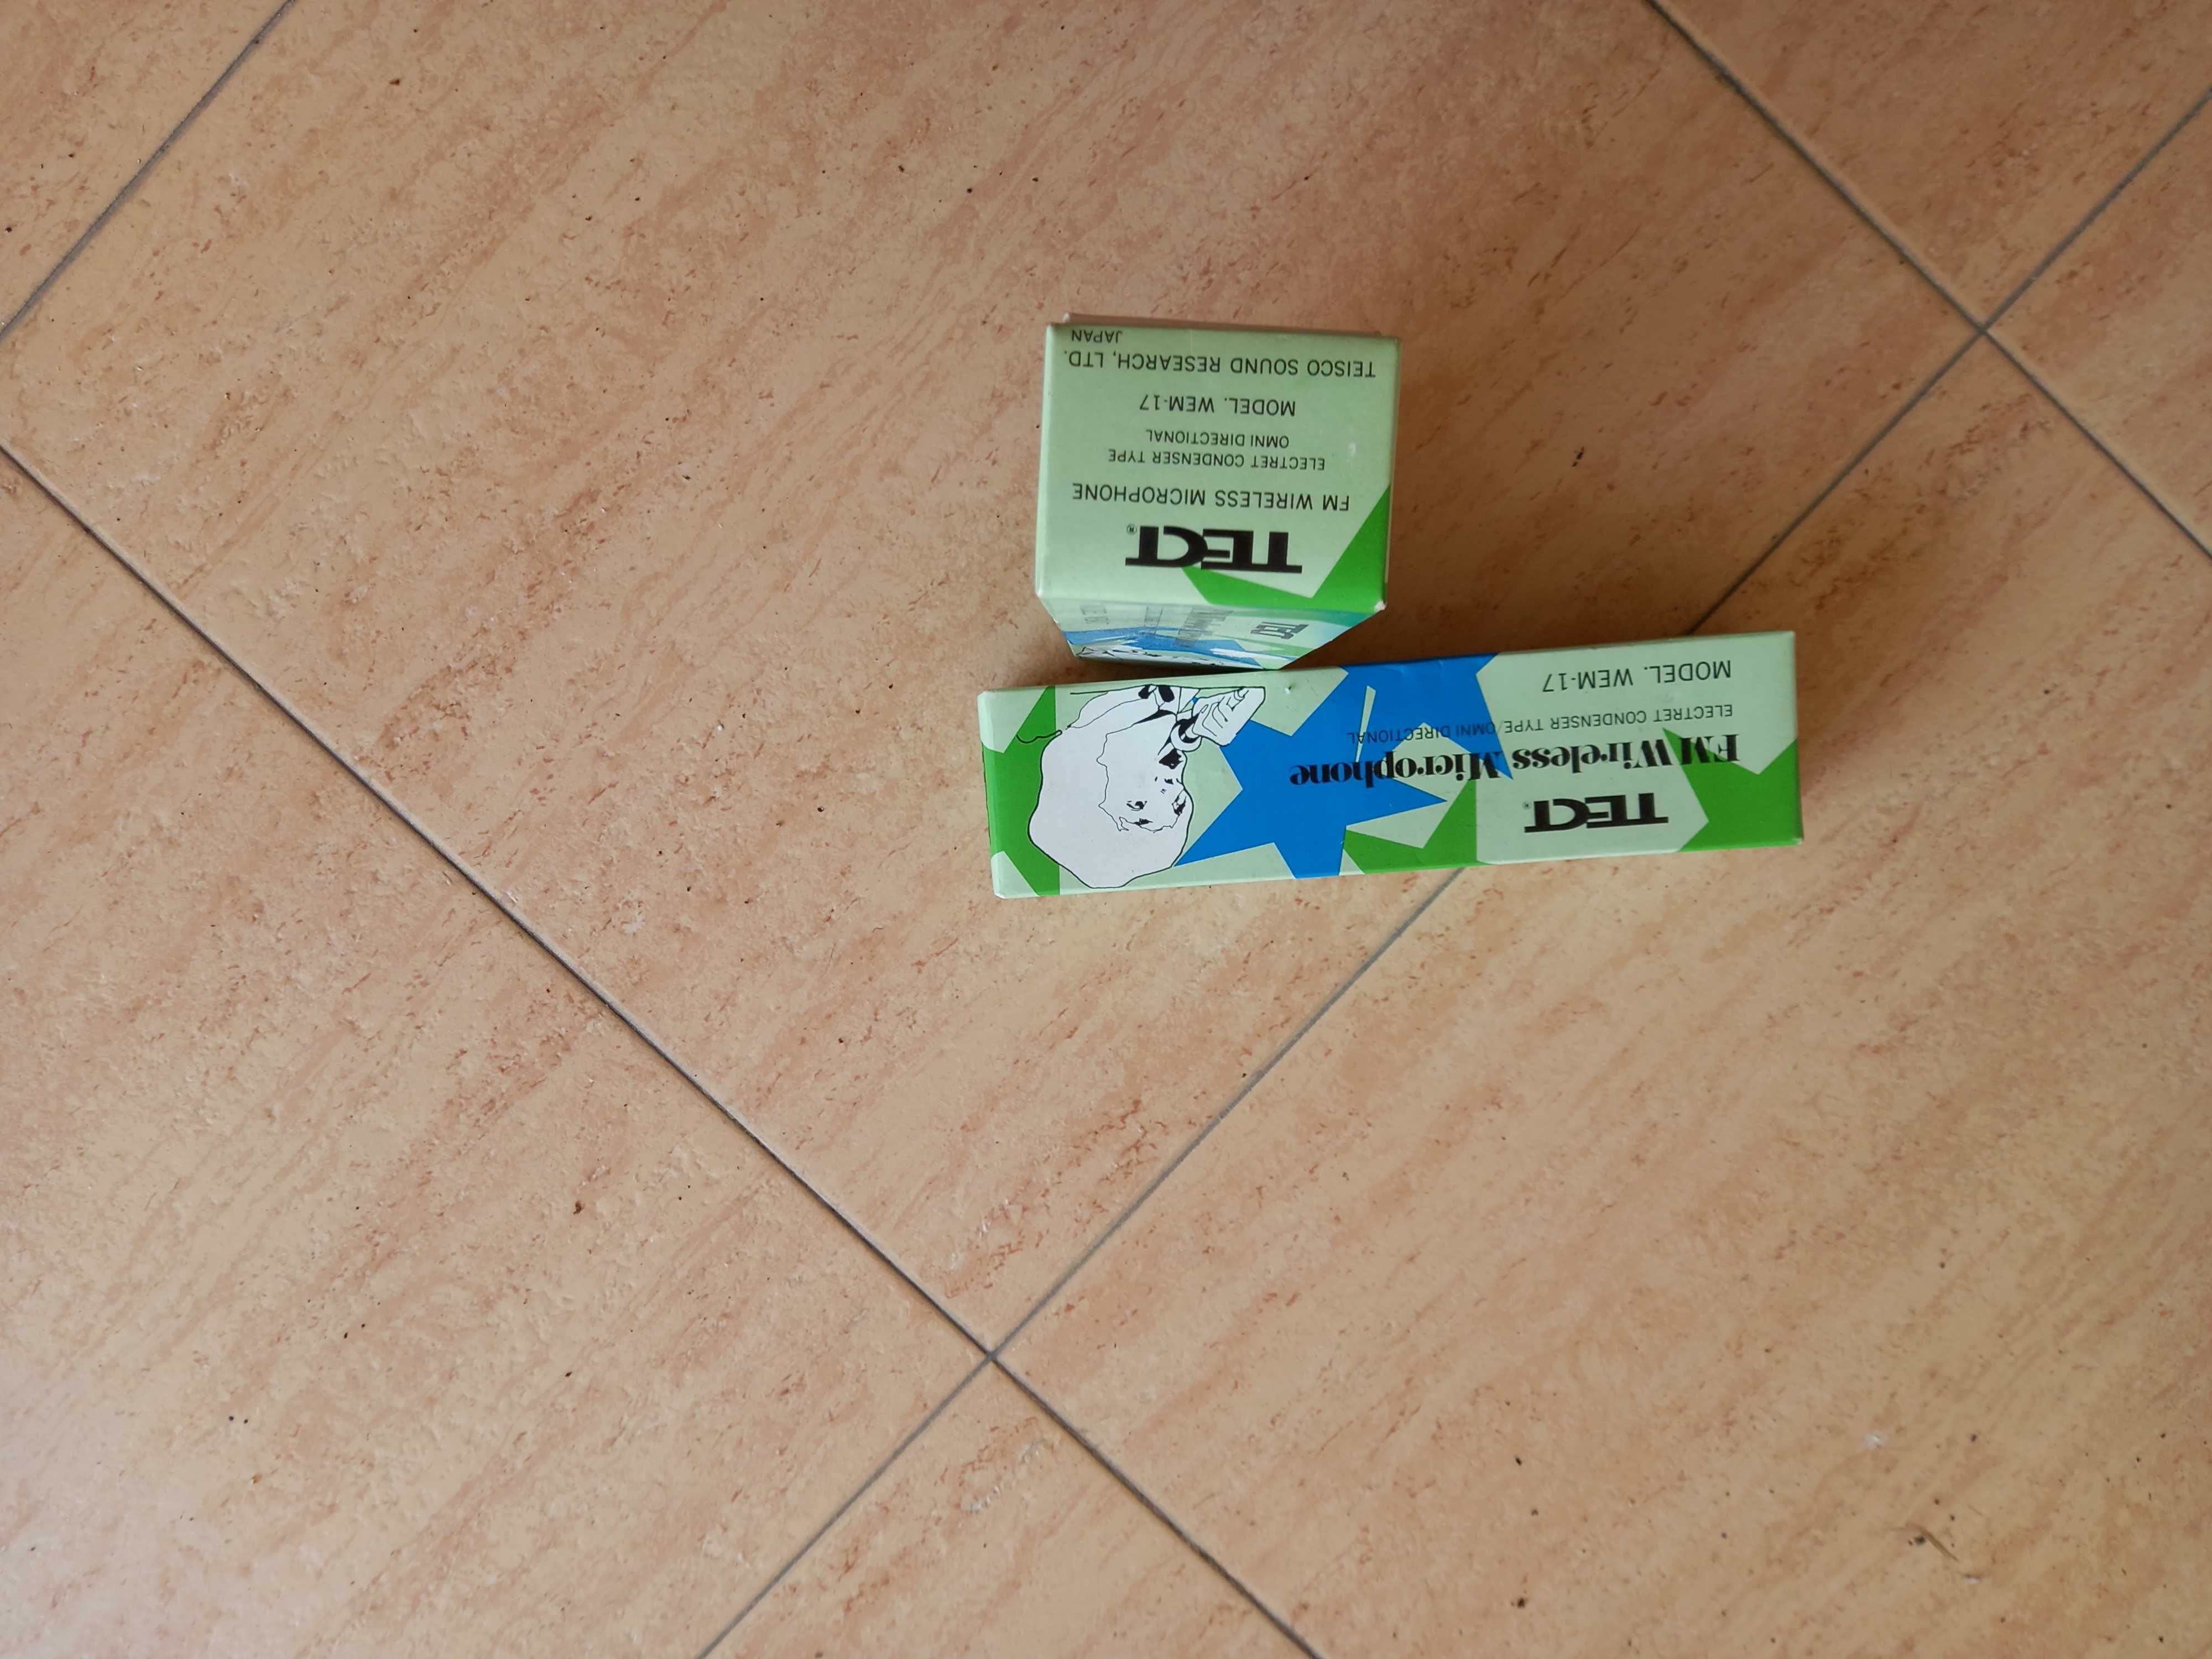 TECT®
FM WIRELESS MICROPHONE
ELECTRET CONDENSER TYPE
OMNI DIRECTIONAL
MODEL. WEM-17
TEISCO SOUND RESEARCH, LTD.
JAPAN
TECT
TECT®
FM Wireless Microphone
ELECTRET CONDENSER TYPE/OMNI DIRECTIONAL
MODEL. WEM-17